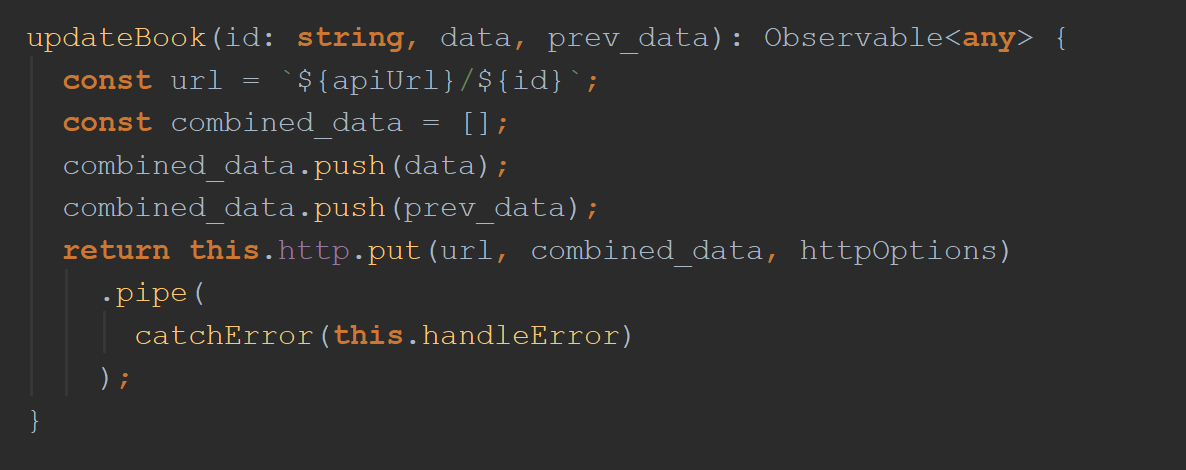 updateBook(id: string, data, prev_data): Observable<any> {
const url = `${apiUrl}/${id}`;
const combined_data = [];
combined_data.push(data);
combined_data.push(prev_data);
return this.http.put(url, combined_data, httpOptions)
.pipe(
catchError(this.handleError)
);
}